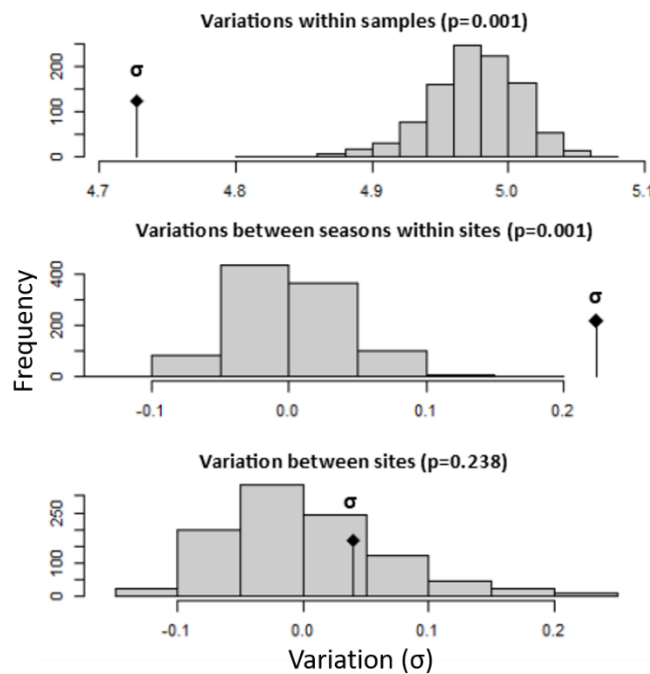 Variations within samples (p=0.001)
200
100
0
σ
4.7 4.8 4.9 5.0 5.1
Variations between seasons within sites (p=0.001)
Frequency
400
200
0
σ
-0.1 0.0 0.1 0.2
Variation between sites (p=0.238)
250
100
0
σ
-0.1 0.0 0.1 0.2
Variation (σ)